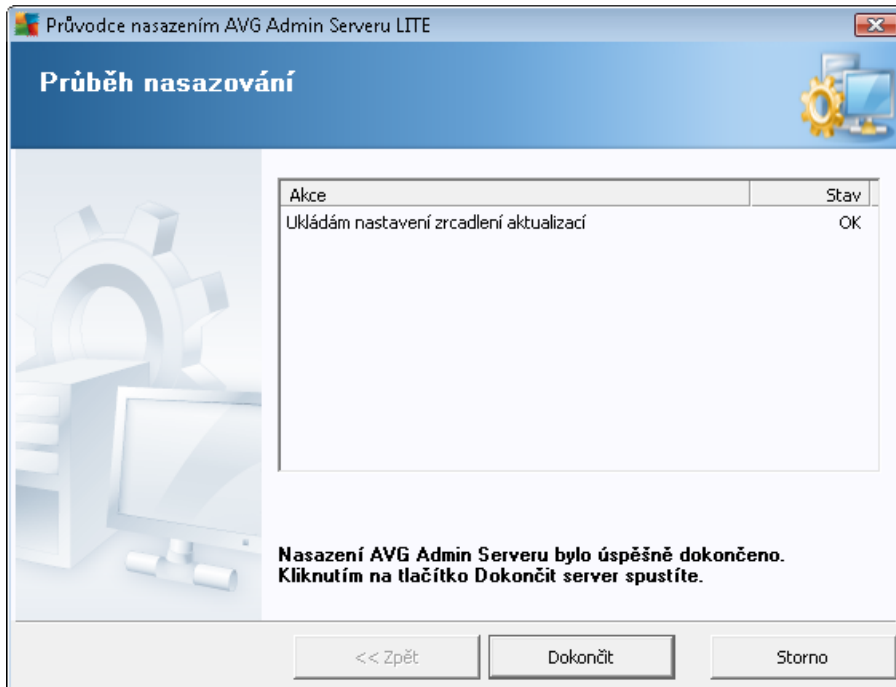 Průvodce nasazením AVG Admin Serveru LITE
Průběh nasazování
Akce Stav
Ukládám nastavení zrcadlení aktualizací OK
Nasazení AVG Admin Serveru bylo úspěšně dokončeno.
Kliknutím na tlačítko Dokončit server spustíte.
<< Zpět Dokončit Storno